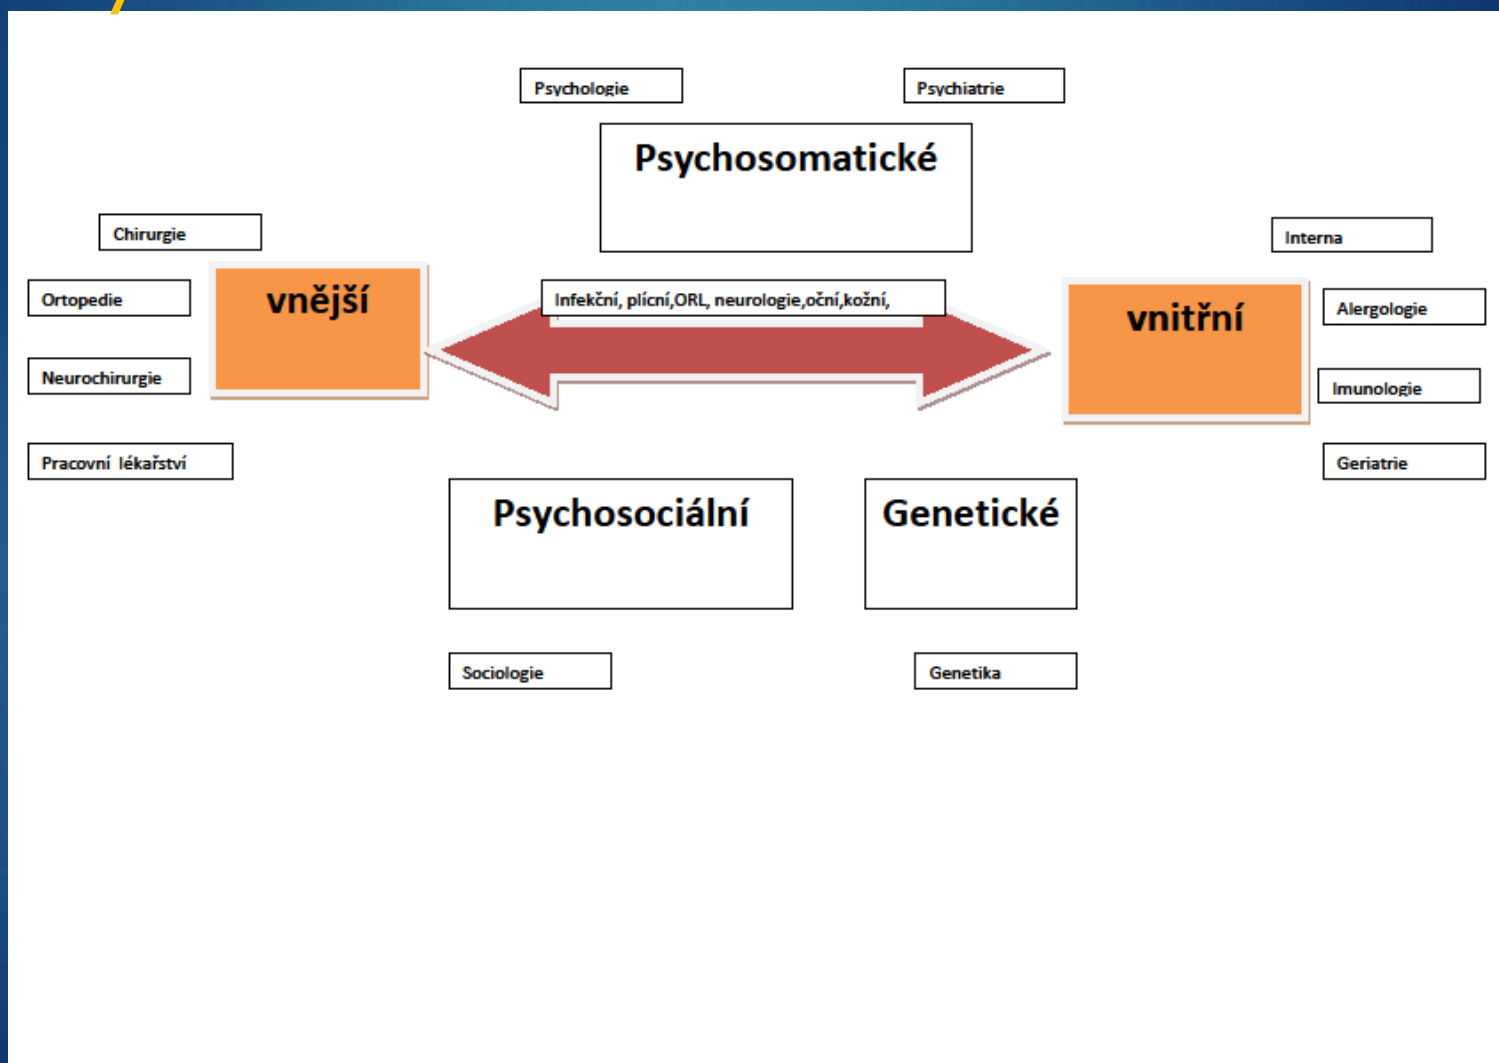 Psychologie
Psychiatrie
Psychosomatické
Chirurgie
Interna
Ortopedie
vnější
Infekční, plícní,ORL, neurologie,oční,kožní,
vnitřní
Alergologie
Neurochirurgie
Imunologie
Pracovní lékařství
Geriatrie
Psychosociální
Genetické
Sociologie
Genetika